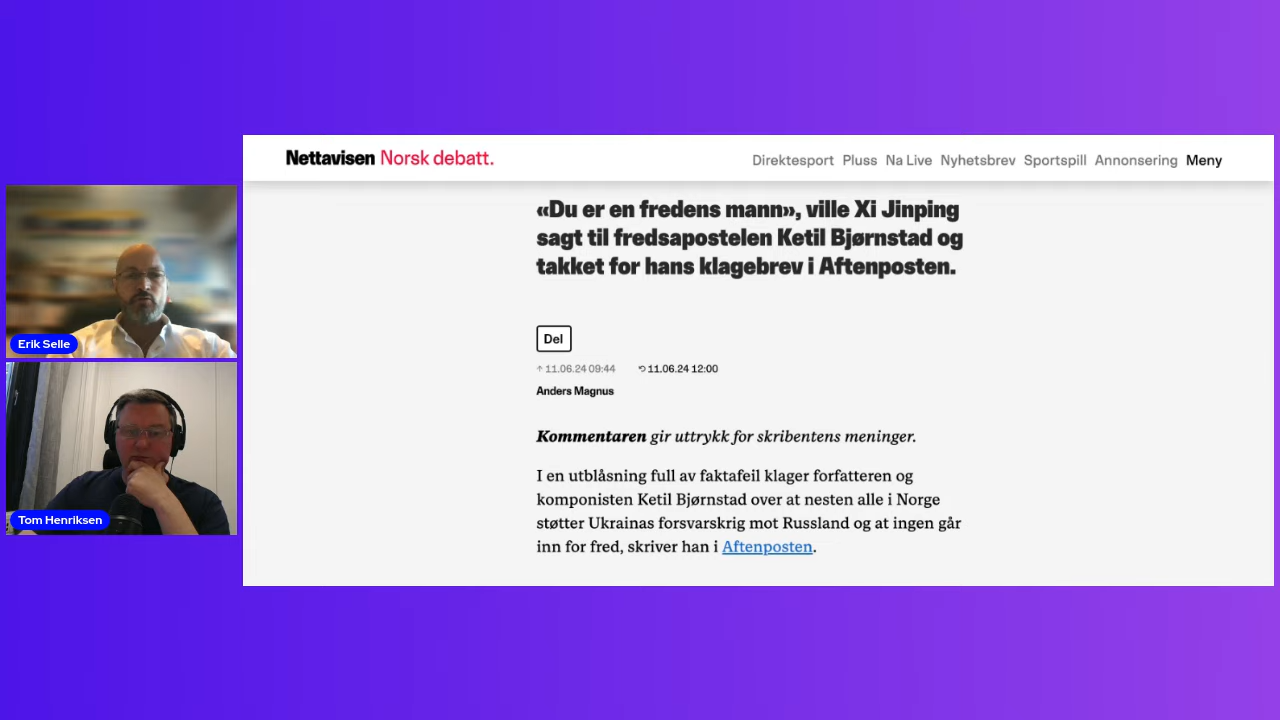 Nettavisen Norsk debatt.
Direktesport Pluss Na Live Nyhetsbrev Sportspill Annonsering Meny
«Du er en fredens mann», ville Xi Jinping
sagt til fredsapostelen Ketil Bjørnstad og
takket for hans klagebrev i Aftenposten.
Del
11.06.24 09:44 11.06.24 12:00
Anders Magnus
Kommentaren gir uttrykk for skribentens meninger.
I en utblåsning full av faktafeil klager forfatteren og
komponisten Ketil Bjørnstad over at nesten alle i Norge
støtter Ukrainas forsvarskrig mot Russland og at ingen går
inn for fred, skriver han i Aftenposten.
Erik Selle
Tom Henriksen